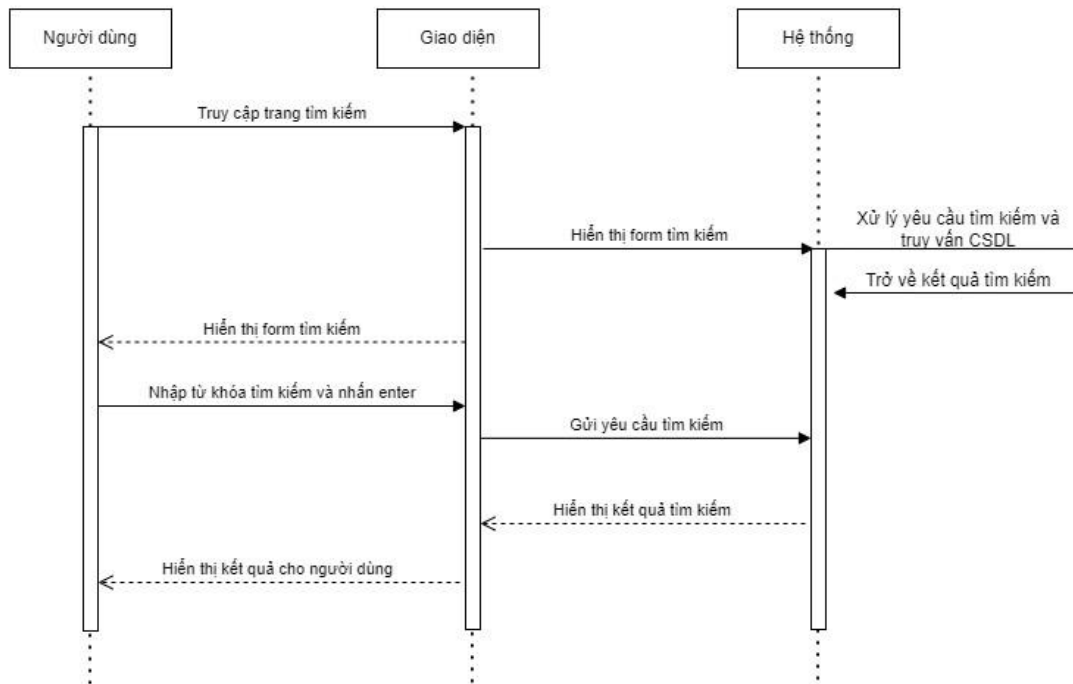 Người dùng
Giao diện
Hệ thống
Truy cập trang tìm kiếm
Hiển thị form tìm kiếm
Xử lý yêu cầu tìm kiếm và
truy vấn CSDL
Trở về kết quả tìm kiếm
Hiển thị form tìm kiếm
Nhập từ khóa tìm kiếm và nhấn enter
Gửi yêu cầu tìm kiếm
Hiển thị kết quả tìm kiếm
Hiển thị kết quả cho người dùng